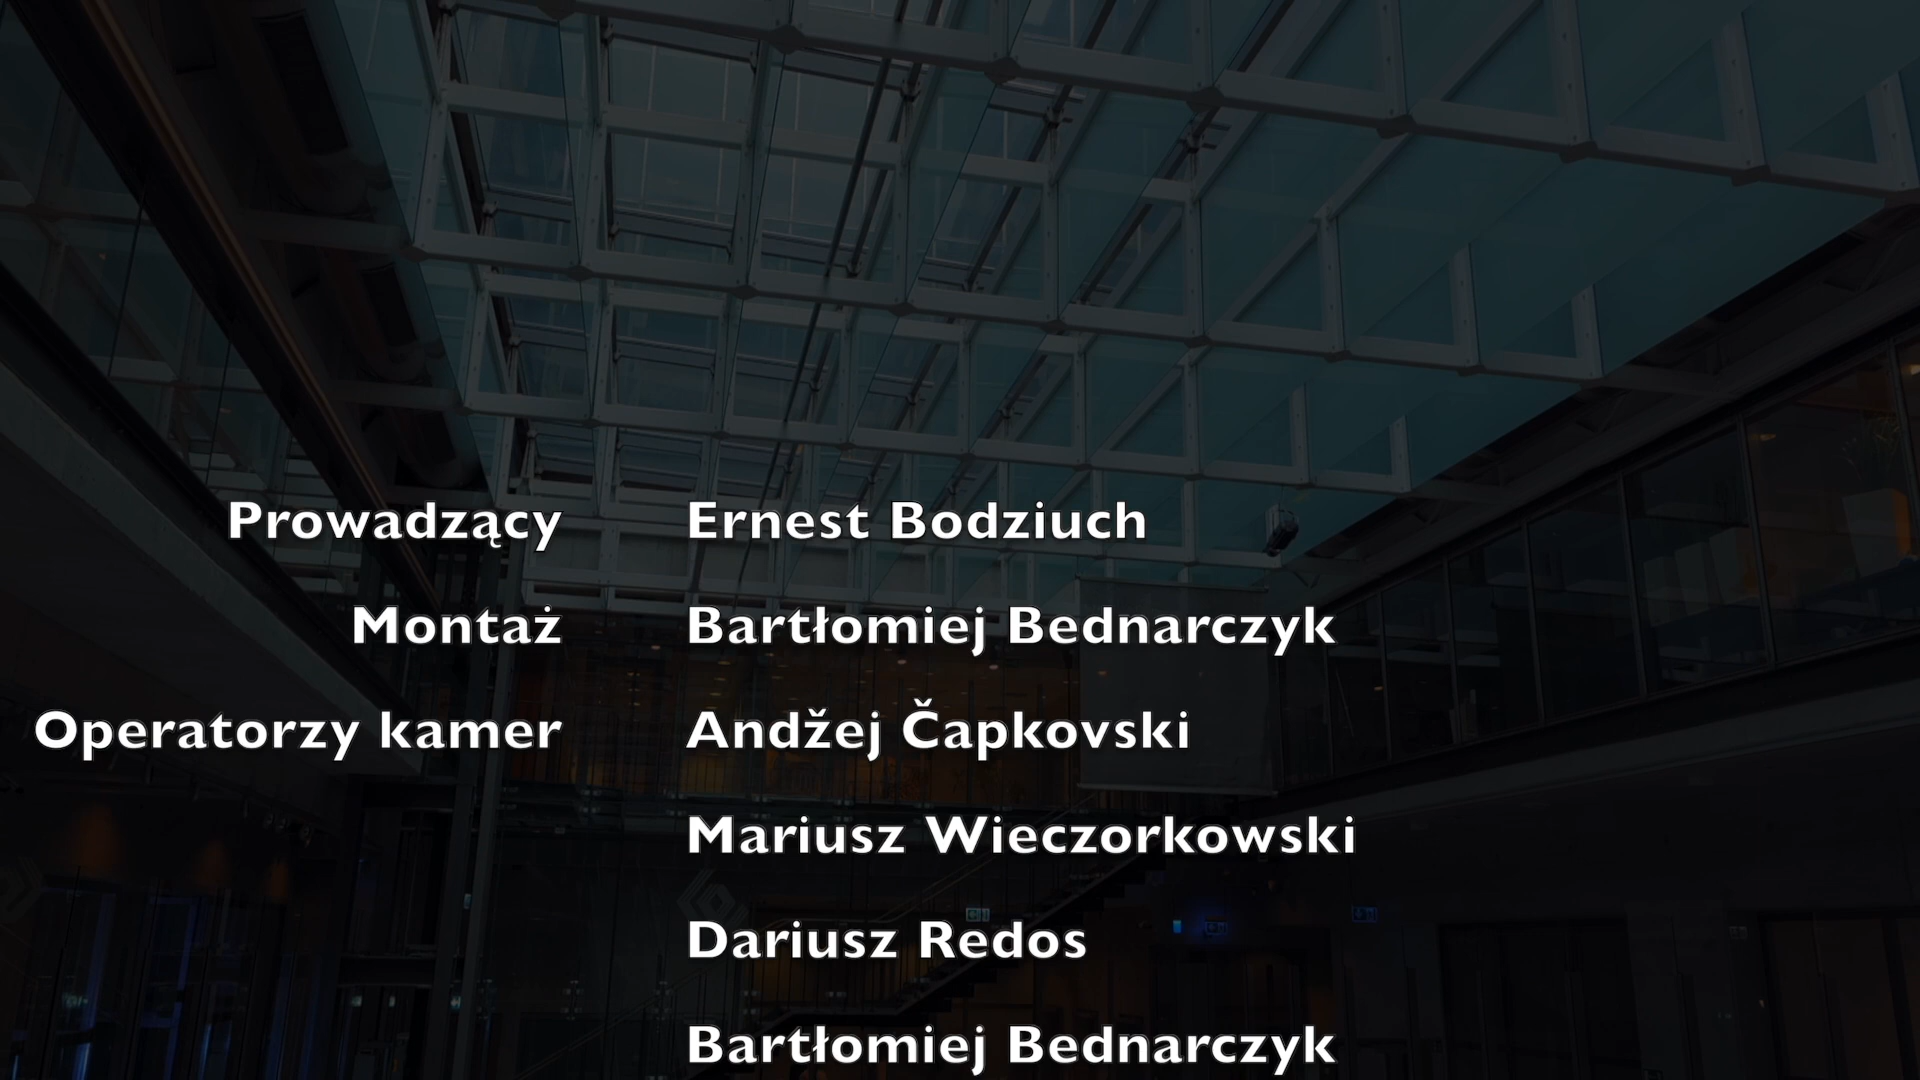 Prowadzący Ernest Bodziuch
Montaż Bartłomiej Bednarczyk
Operatorzy kamer Andžej Čapkovski
Mariusz Wieczorkowski
Dariusz Redos
Bartłomiej Bednarczyk